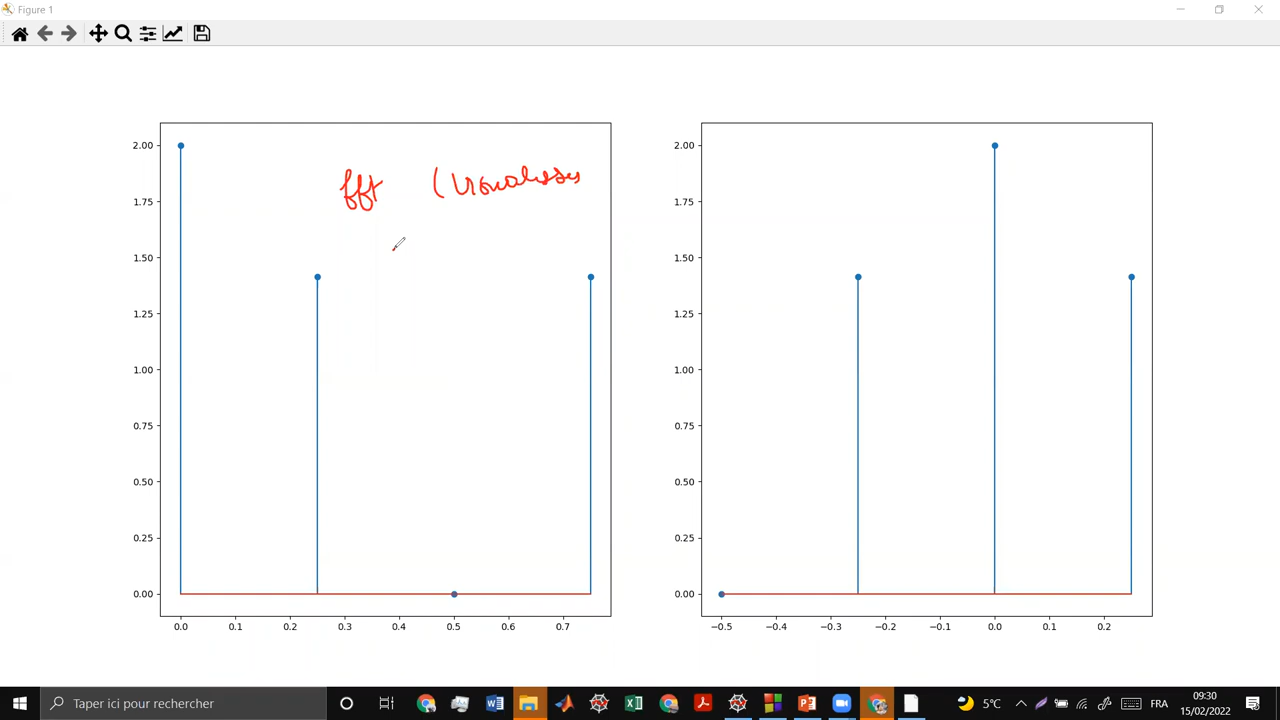 Figure 1
fft
2.00
1.75
1.50
1.25
1.00
0.75
0.50
0.25
0.00
0.0 0.1 0.2 0.3 0.4 0.5 0.6 0.7
2.00
1.75
1.50
1.25
1.00
0.75
0.50
0.25
0.00
−0.5 −0.4 −0.3 −0.2 −0.1 0.0 0.1 0.2
Taper ici pour rechercher
5°C
FRA
09:30
15/02/2022